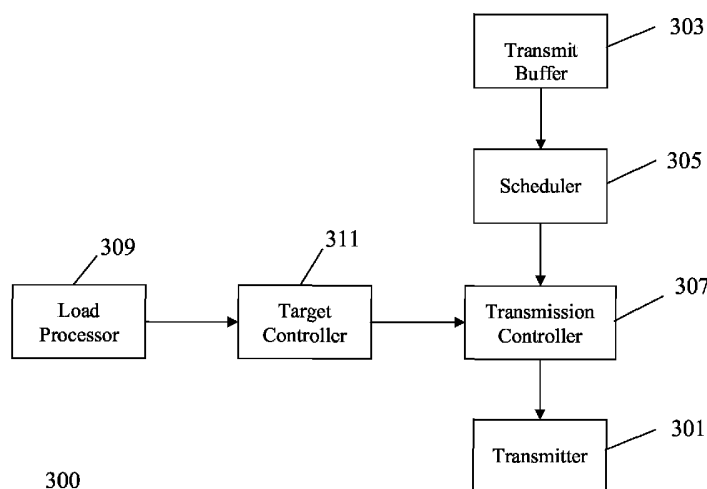 303
Transmit
Buffer
305
Scheduler
309
311
307
Load
Processor
Target
Controller
Transmission
Controller
301
Transmitter
300